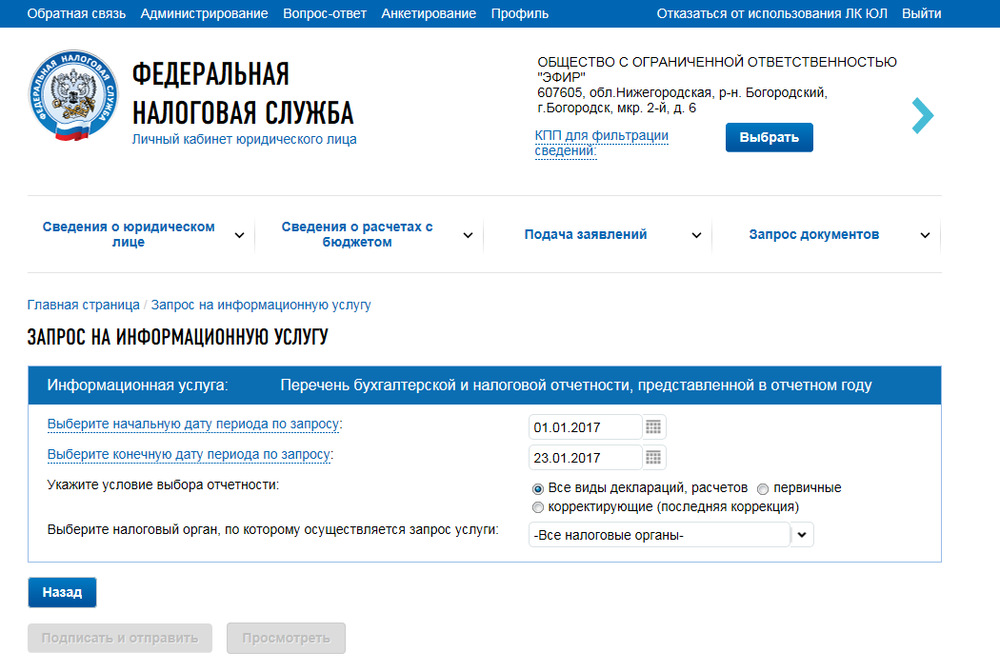 Обратная связь Администрирование Вопрос-ответ Анкетирование Профиль Отказаться от использования ЛК ЮЛ Выйти
ФЕДЕРАЛЬНАЯ НАЛОГОВАЯ СЛУЖБА
ФЕДЕРАЛЬНАЯ
НАЛОГОВАЯ СЛУЖБА
Личный кабинет юридического лица
ОБЩЕСТВО С ОГРАНИЧЕННОЙ ОТВЕТСТВЕННОСТЬЮ
"ЭФИР"
607605, обл.Нижегородская, р-н. Богородский,
г.Богородск, мкр. 2-й, д. 6
КПП для фильтрации
сведений:
Выбрать
Сведения о юридическом
лице
Сведения о расчетах с
бюджетом
Подача заявлений
Запрос документов
Главная страница / Запрос на информационную услугу
ЗАПРОС НА ИНФОРМАЦИОННУЮ УСЛУГУ
Информационная услуга: Перечень бухгалтерской и налоговой отчетности, представленной в отчетном году
Выберите начальную дату периода по запросу: 01.01.2017
Выберите конечную дату периода по запросу: 23.01.2017
Укажите условие выбора отчетности: Все виды деклараций, расчетов первичные
корректирующие (последняя коррекция)
Выберите налоговый орган, по которому осуществляется запрос услуги: -Все налоговые органы-
Назад
Подписать и отправить Просмотреть